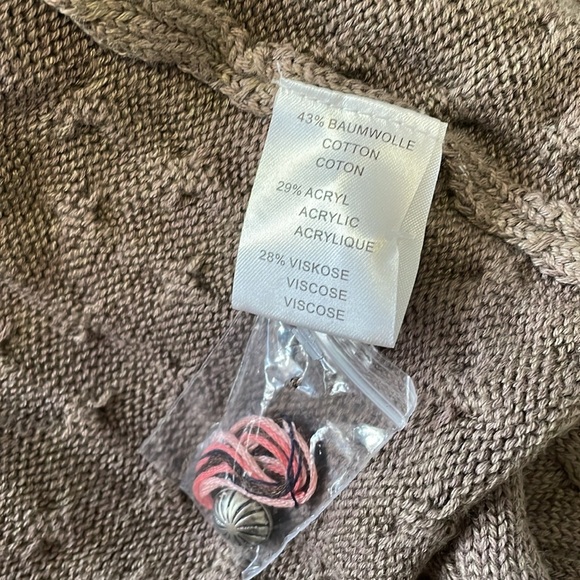 43% BAUMWOLLE
COTTON
COTON
29% ACRYL
ACRYLIC
ACRYLIQUE
28% VISKOSE
VISCOSE
VISCOSE